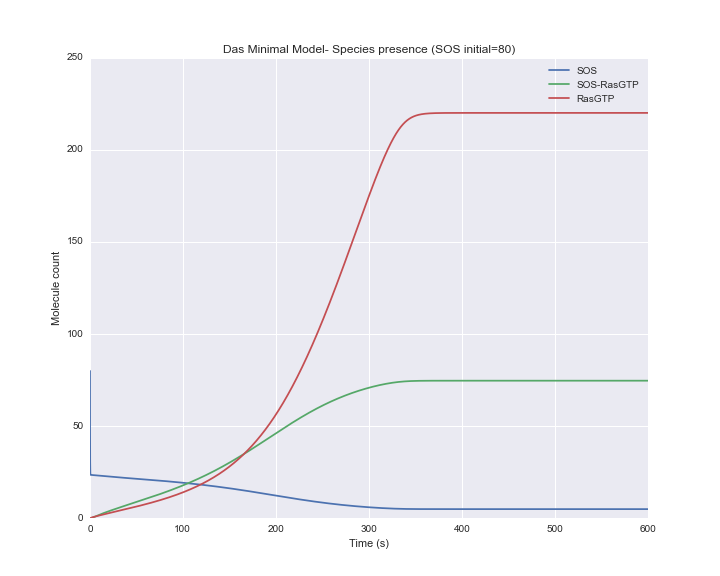 Das Minimal Model- Species presence (SOS initial=80)
SOS
SOS-RasGTP
RasGTP
250
200
150
100
50
0
Molecule count
0 100 200 300 400 500 600
Time (s)